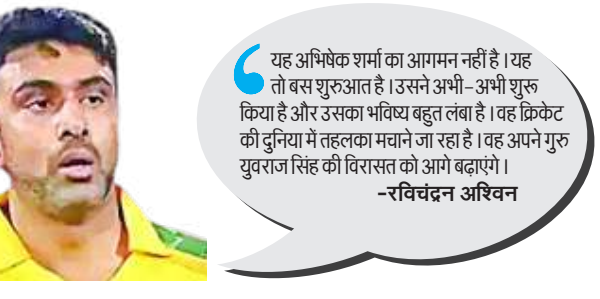 ‘यह अभिषेक शर्मा का आगमन नहीं है । यह
तो बस शुरुआत है ।उसने अभी-अभी शुरू
किया है और उसका भविष्य बहुत लंबा है । वह क्रिकेट
की दुनिया में तहलका मचाने जा रहा है । वह अपने गुरु
युवराज सिंह की विरासत को आगे बढ़ाएंगे ।
-रविचंद्रन अश्विन